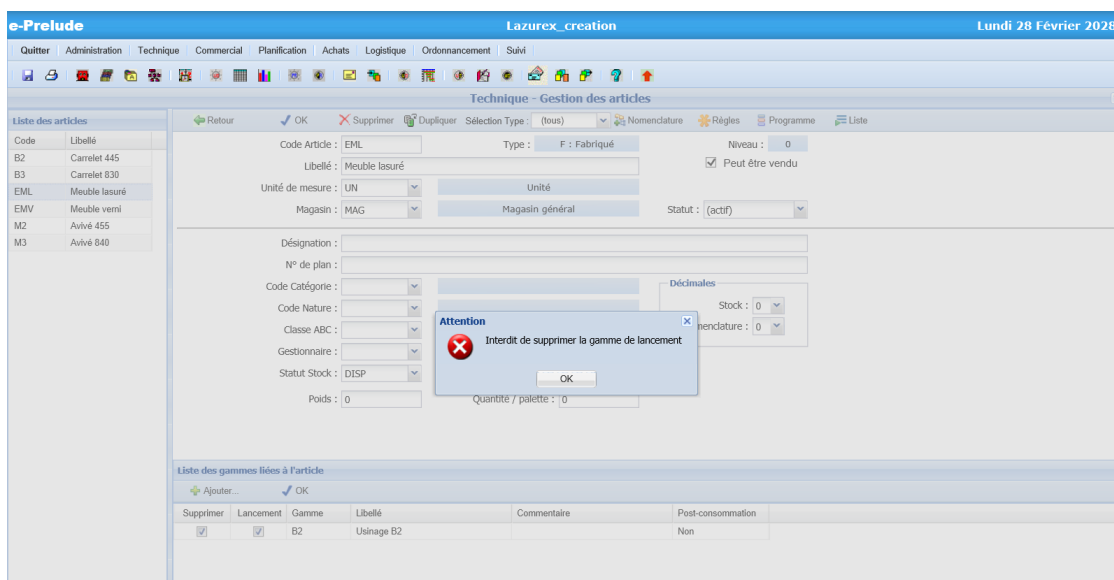 e-Prelude Lazurex_creation Lundi 28 Février 2028
Quitter Administration Technique Commercial Planification Achats Logistique Ordonnancement Suivi
Technique - Gestion des articles
Liste des articles Retour OK Supprimer Dupliquer Sélection Type : (tous) Nomenclature Règles Programme Liste
Code Libellé
B2 Carrelet 445
B3 Carrelet 830
EML Meuble lasuré
EMV Meuble verni
M2 Avivé 455
M3 Avivé 840
Code Article : EML Type : F : Fabriqué Niveau : 0
Libellé : Meuble lasuré Peut être vendu
Unité de mesure : UN Unité
Magasin : MAG Magasin général Statut : (actif)
Désignation :
N° de plan :
Code Catégorie : Décimales
Code Nature : Stock : 0
Classe ABC : nenclature : 0
Gestionnaire :
Statut Stock : DISP
Poids : 0 Quantité / palette : 0
Attention
Interdit de supprimer la gamme de lancement
OK
Liste des gammes liées à l'article
Ajouter... OK
Supprimer Lancement Gamme Libellé Commentaire Post-consommation
B2 Usinage B2 Non